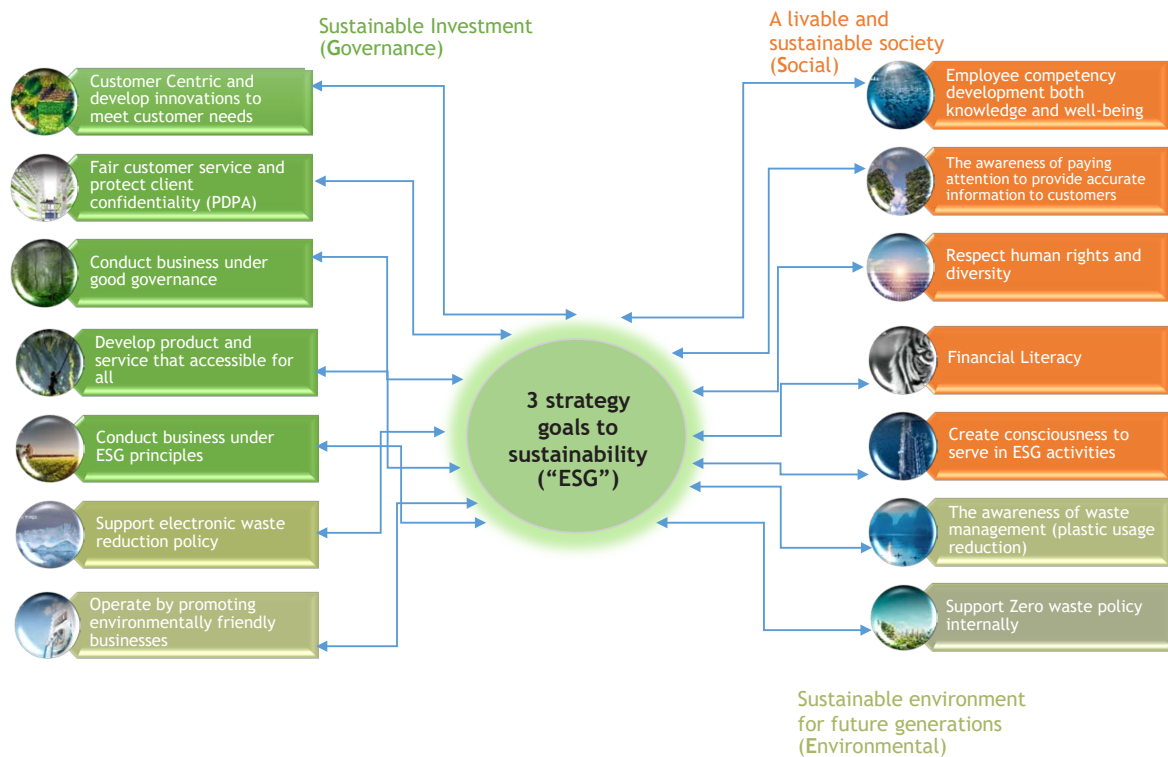 Sustainable Investment
(Governance)
Customer Centric and
develop innovations to
meet customer needs
Fair customer service and
protect client
confidentiality (PDPA)
Conduct business under
good governance
Develop product and
service that accessible for
all
Conduct business under
ESG principles
Support electronic waste
reduction policy
Operate by promoting
environmentally friendly
businesses
3 strategy
goals to
sustainability
(“ESG”)
A livable and
sustainable society
(Social)
Employee competency
development both
knowledge and well-being
The awareness of paying
attention to provide accurate
information to customers
Respect human rights and
diversity
Financial Literacy
Create consciousness to
serve in ESG activities
The awareness of waste
management (plastic usage
reduction)
Support Zero waste policy
internally
Sustainable environment
for future generations
(Environmental)